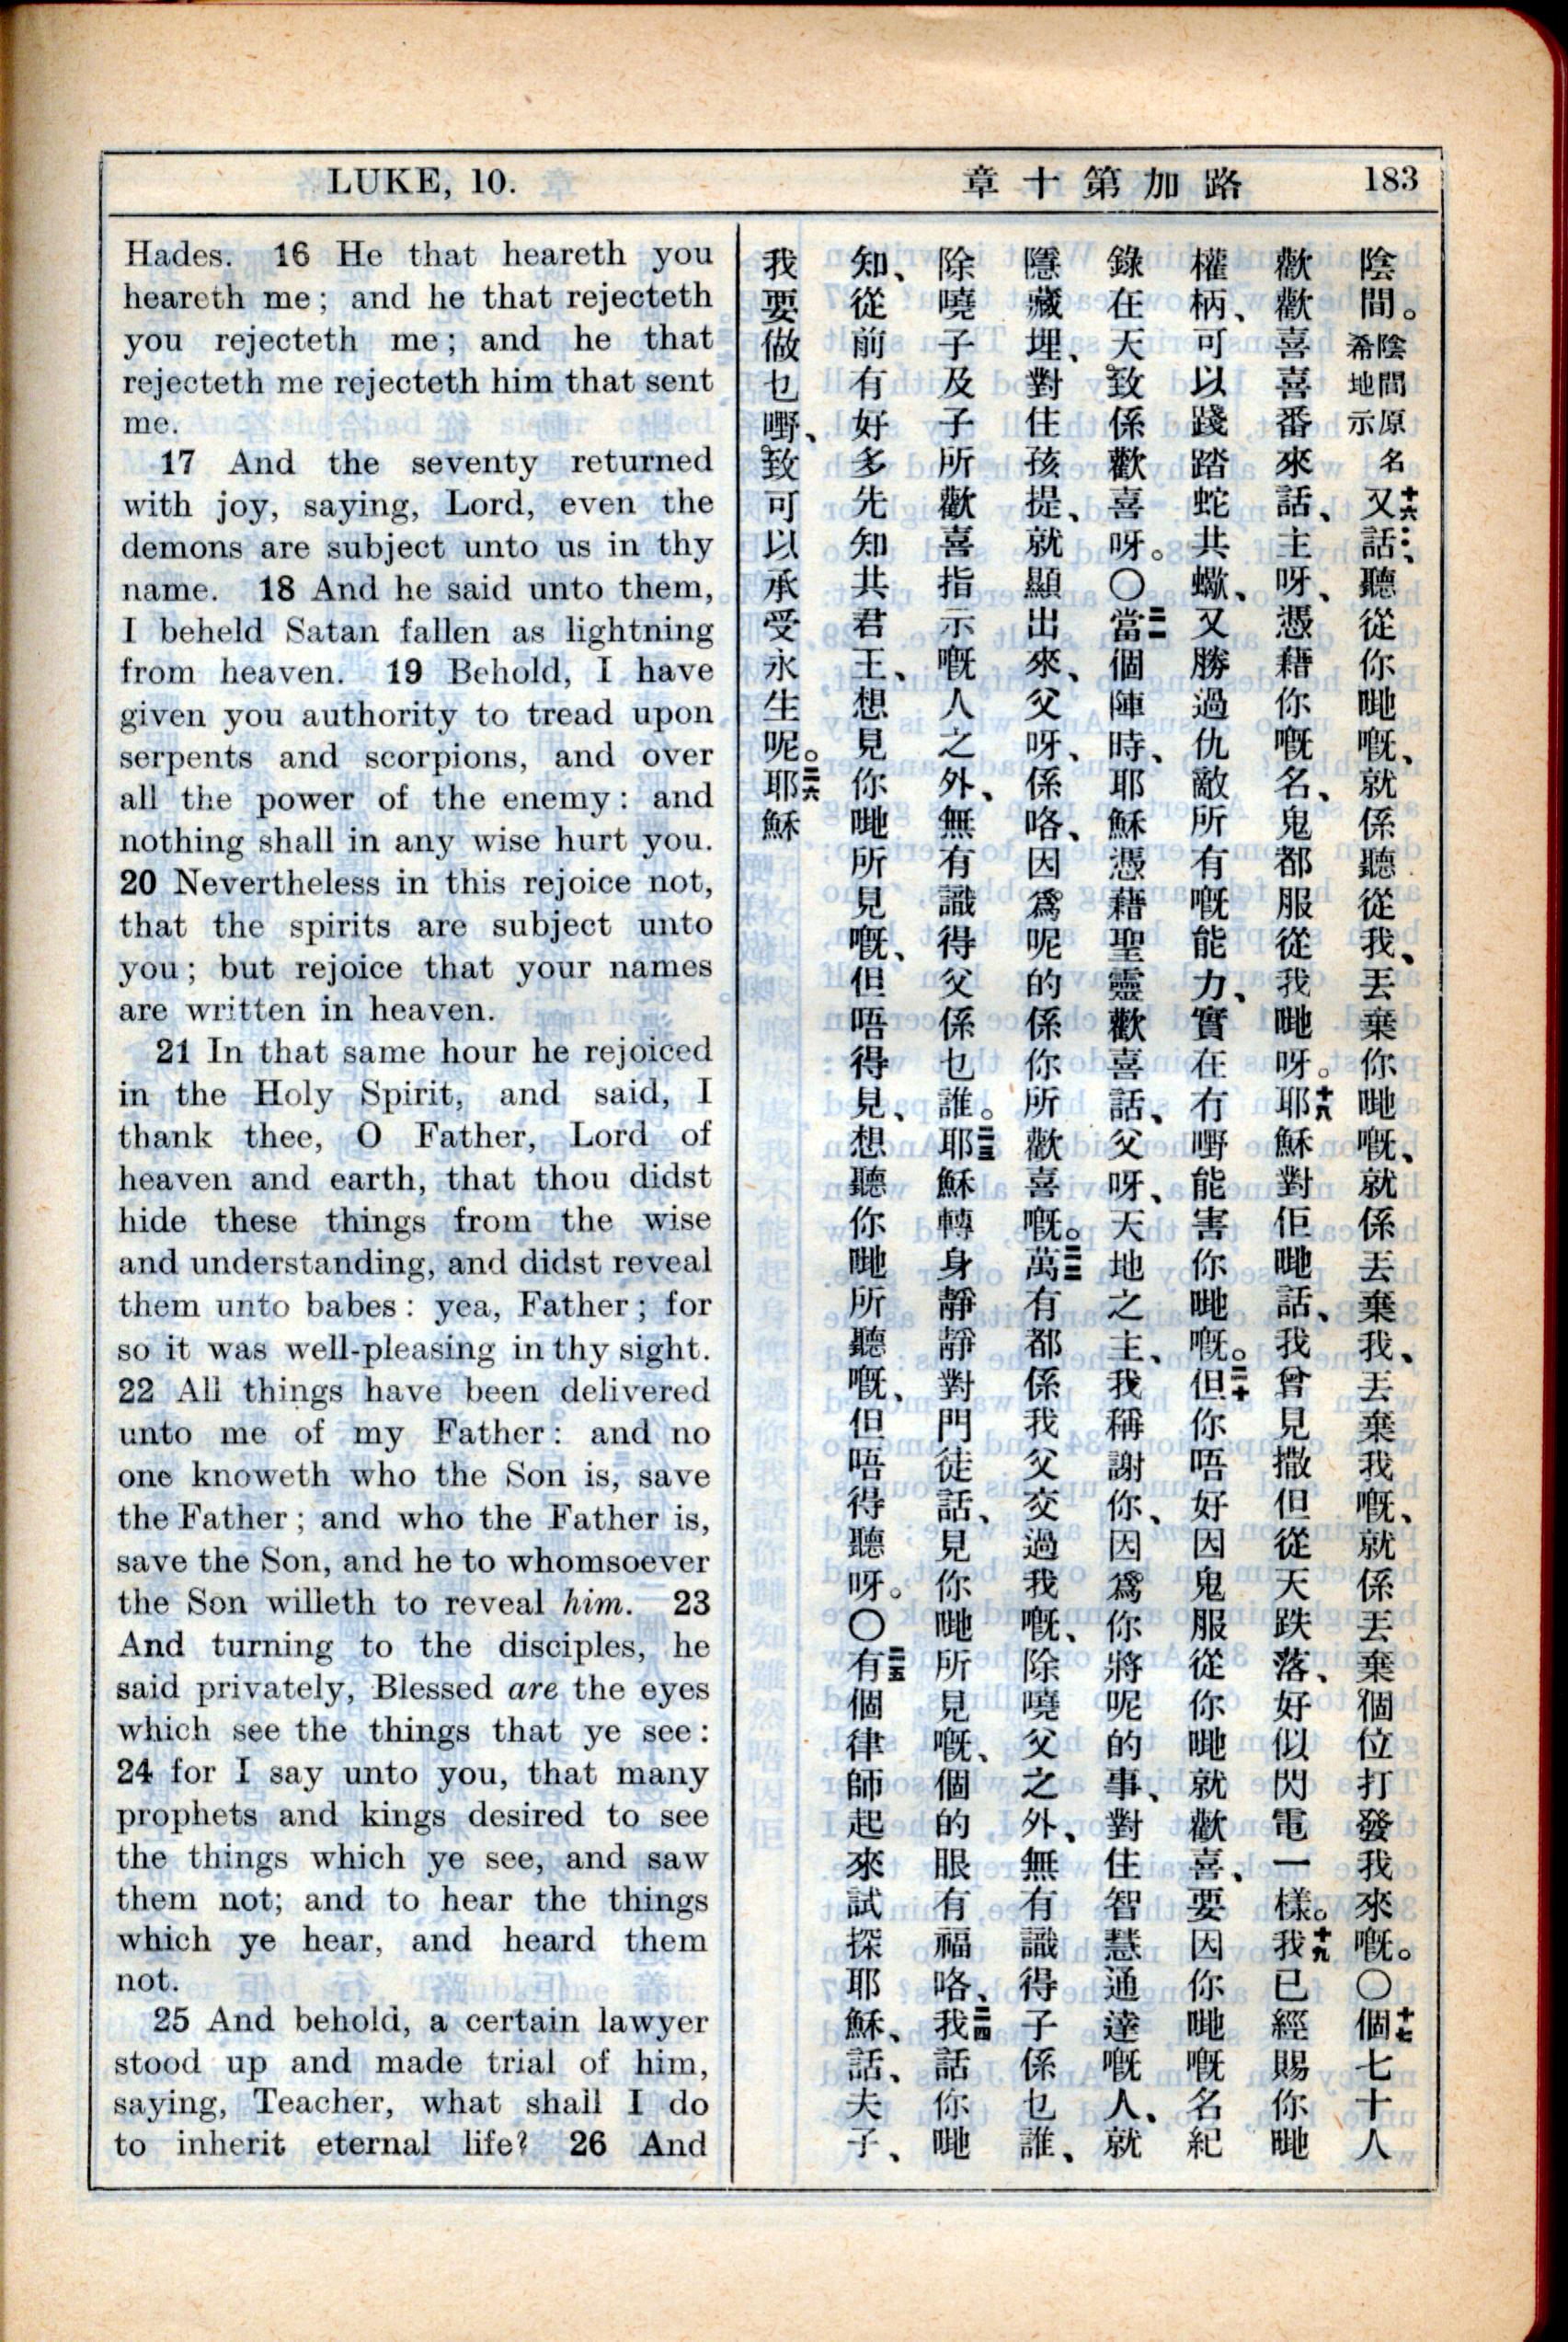 LUKE, 10.
章十第加路 183
Hades. 16 He that heareth you
heareth me; and he that rejecteth
you rejecteth me; and he that
rejecteth me rejecteth him that sent
me.
17 And the seventy returned
with joy, saying, Lord, even the
demons are subject unto us in thy
name. 18 And he said unto them,
I beheld Satan fallen as lightning
from heaven. 19 Behold, I have
given you authority to tread upon
serpents and scorpions, and over
all the power of the enemy: and
nothing shall in any wise hurt you.
20 Nevertheless in this rejoice not,
that the spirits are subject unto
you; but rejoice that your names
are written in heaven.
21 In that same hour he rejoiced
in the Holy Spirit, and said, I
thank thee, O Father, Lord of
heaven and earth, that thou didst
hide these things from the wise
and understanding, and didst reveal
them unto babes: yea, Father; for
so it was well-pleasing in thy sight.
22 All things have been delivered
unto me of my Father: and no
one knoweth who the Son is, save
the Father; and who the Father is,
save the Son, and he to whomsoever
the Son willeth to reveal him. 23
And turning to the disciples, he
said privately, Blessed are the eyes
which see the things that ye see:
24 for I say unto you, that many
prophets and kings desired to see
the things which ye see, and saw
them not; and to hear the things
which ye hear, and heard them
not.
25 And behold, a certain lawyer
stood up and made trial of him,
saying, Teacher, what shall I do
to inherit eternal life? 26 And
陰間。陰間原名希地示十六又話、聽從你哋嘅、就係聽從我、丟棄你哋嘅、就係丟棄我、丟棄我嘅、就係丟棄個位打發我來嘅。〇十七個七十人
歡歡喜喜番來話、主呀、憑藉你嘅名、鬼都服從我哋呀。十八耶穌對佢哋話、我曾見撒但從天跌落、好似閃電一樣。十九我已經賜你哋
權柄、可以踐踏蛇共蠍、又勝過仇敵所有嘅能力、實在冇嘢能害你哋嘅。二十但你唔好因鬼服從你哋就歡喜、要因你哋嘅名紀
錄在天致係歡喜呀。〇二一當個陣時、耶穌憑藉聖靈歡喜話、父呀、天地之主、我稱謝你、因爲你將呢的事、對住智慧通達嘅人、就
隱藏埋、對住孩提、就顯出來、父呀、係咯、因爲呢的係你所歡喜嘅。二二萬有都係我父交過我嘅、除嘵父之外、無有識得子係乜誰、
除嘵子及子所歡喜指示嘅人之外、無有識得父係乜誰。二三耶穌轉身靜靜對門徒話、見你哋所見嘅、個的眼有福咯、二四我話你哋
知、從前有好多先知共君王、想見你哋所見嘅、但唔得見、想聽你哋所聽嘅、但唔得聽呀。〇二五有個律師起來試探耶穌、話、夫子、
我要做乜嘢、致可以承受永生呢。二六耶穌